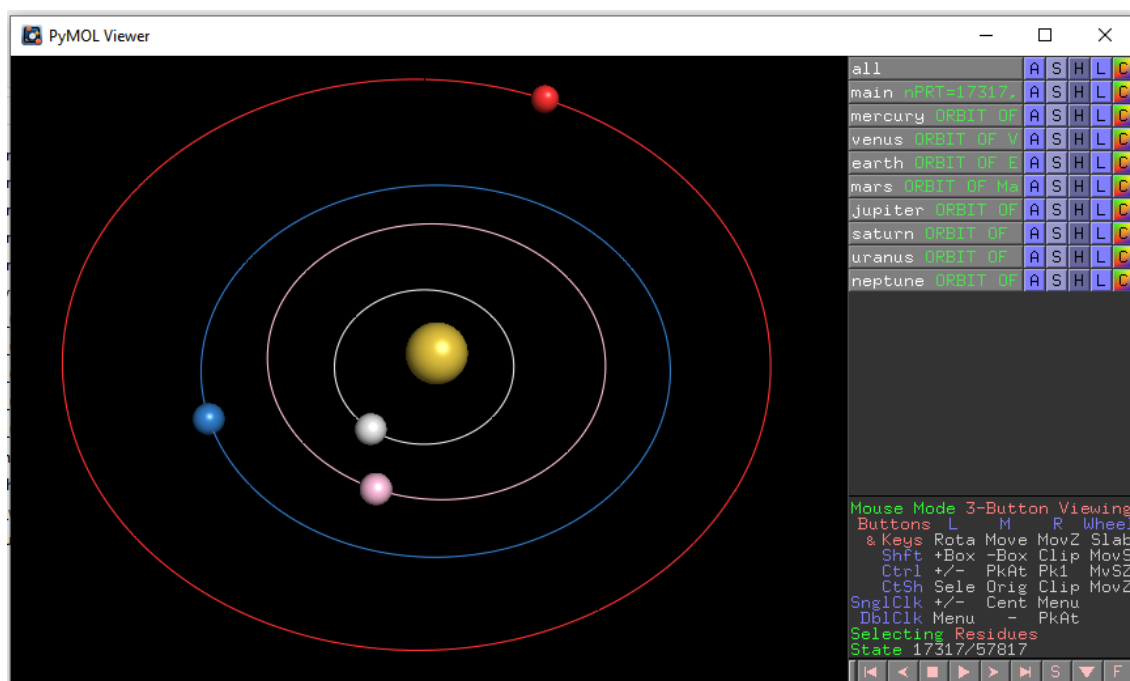 PyMOL Viewer
all A S H L C
main nPRT=17317, A S H L C
mercury ORBIT OF A S H L C
venus ORBIT OF V A S H L C
earth ORBIT OF E A S H L C
mars ORBIT OF Ma A S H L C
jupiter ORBIT OF A S H L C
saturn ORBIT OF A S H L C
uranus ORBIT OF A S H L C
neptune ORBIT OF A S H L C
Mouse Mode 3-Button Viewing
Buttons L M R Wheel
& Keys Rota Move MovZ Slab
Shft +Box -Box Clip MovS
Ctrl +/- PkAt Pk1 MvSZ
CtSh Sele Orig Clip MovZ
SnglClk +/- Cent Menu
DblClk Menu - PkAt
Selecting Residues
State 17317/57817
S F